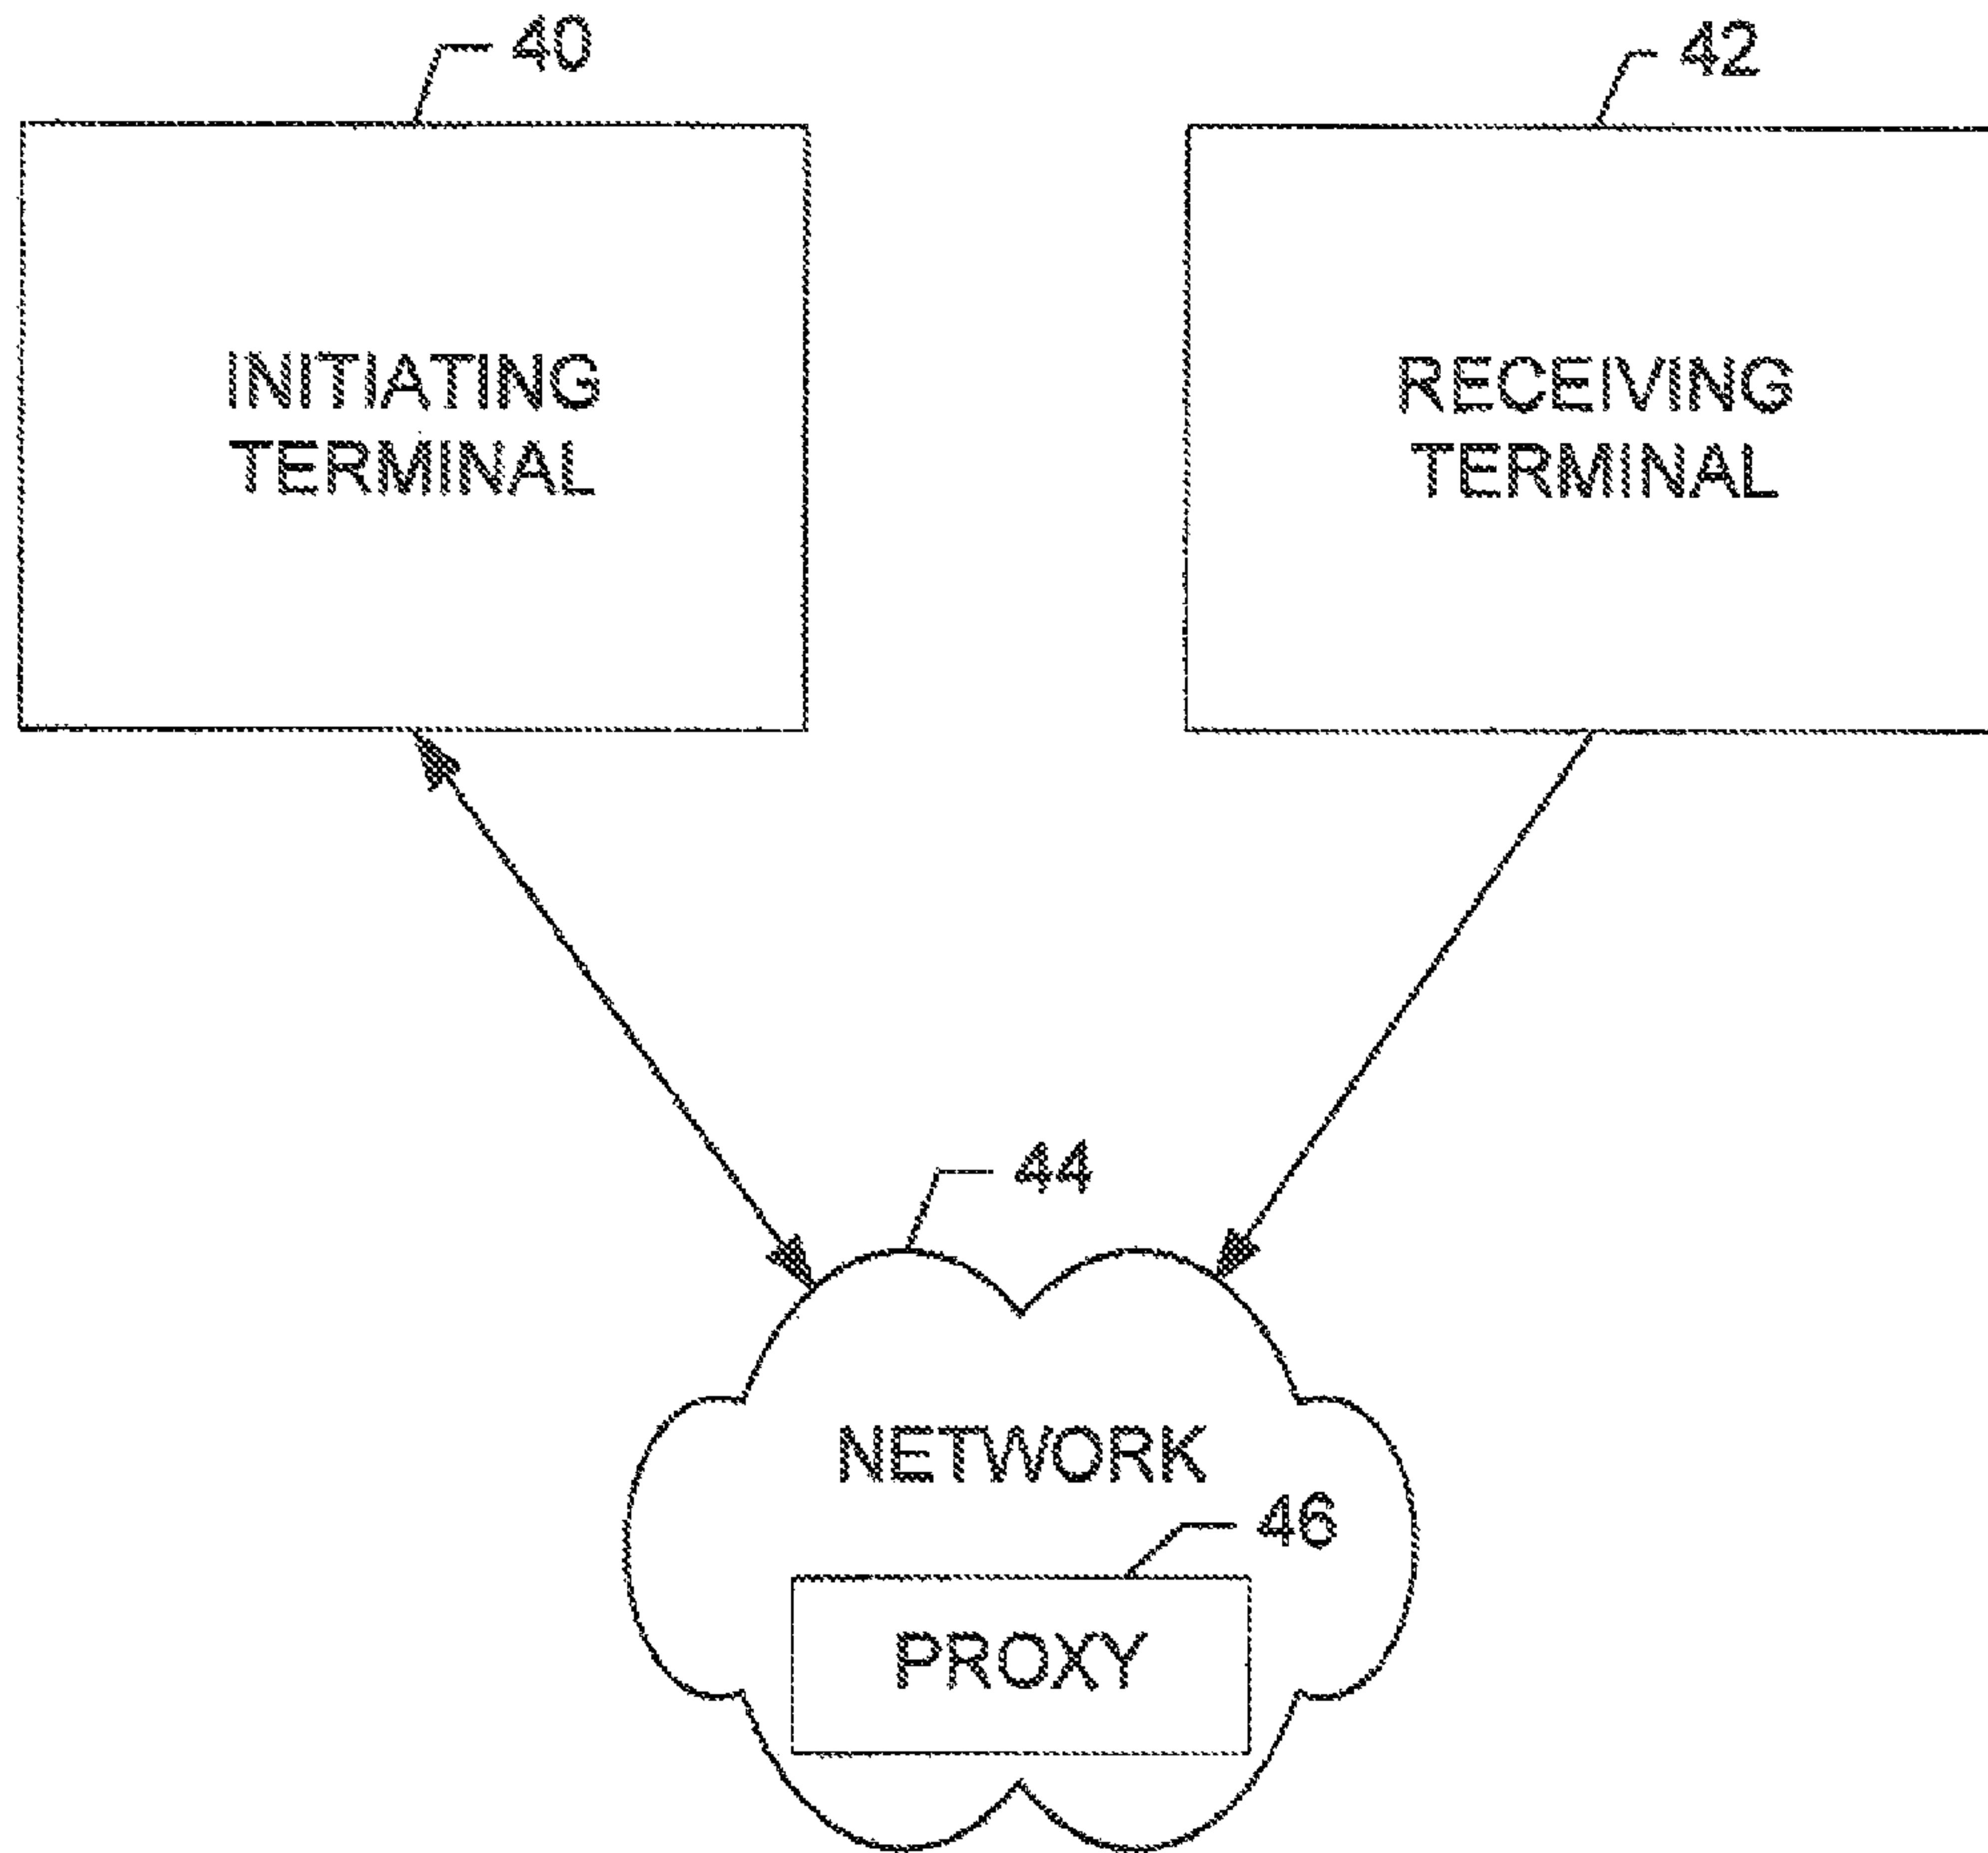 40
42
INITIATING
TERMINAL
RECEIVING
TERMINAL
44
NETWORK
46
PROXY